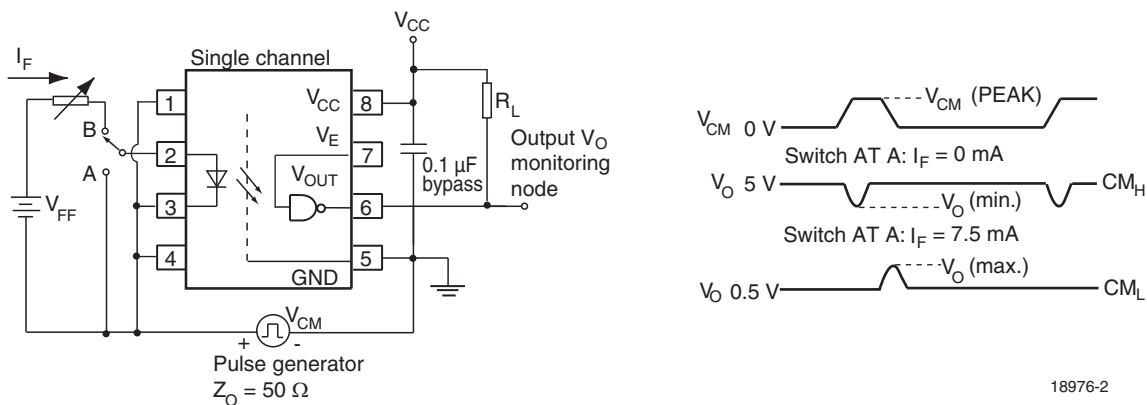 V_CC
Single channel
I_F
B
A
V_FF
1
2
3
4
V_CC
V_E
V_OUT
GND
8
7
6
5
R_L
0.1 µF
bypass
Output V_O
monitoring
node
V_CM
+
-
Pulse generator
Z_O = 50 Ω
V_CM 0 V
V_CM (PEAK)
Switch AT A: I_F = 0 mA
V_O 5 V
CM_H
V_O (min.)
Switch AT A: I_F = 7.5 mA
V_O (max.)
V_O 0.5 V
CM_L
18976-2